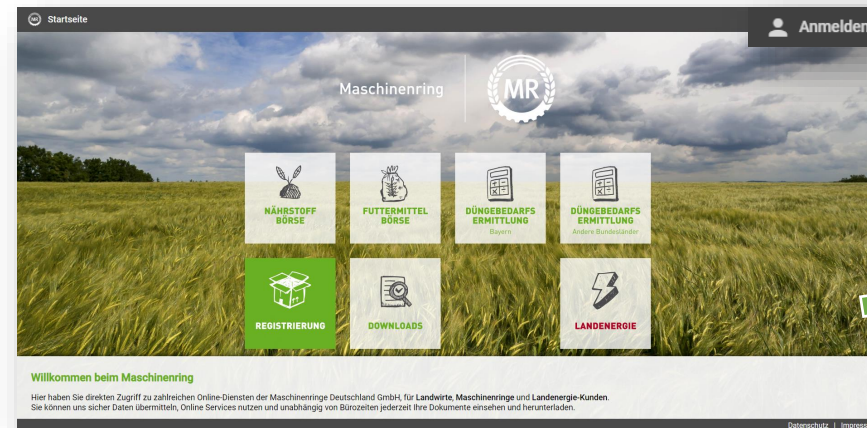 MR Startseite
Anmelden
Maschinenring
MR
NÄHRSTOFF
BÖRSE
FUTTERMITTEL
BÖRSE
DÜNGEBEDARFS
ERMITTLUNG
Bayern
DÜNGEBEDARFS
ERMITTLUNG
Andere Bundesländer
REGISTRIERUNG
DOWNLOADS
LANDENERGIE
Willkommen beim Maschinenring
Hier haben Sie direkten Zugriff zu zahlreichen Online-Diensten der Maschinenringe Deutschland GmbH, für Landwirte, Maschinenringe und Landenergie-Kunden.
Sie können uns sicher Daten übermitteln, Online Services nutzen und unabhängig von Bürozeiten jederzeit Ihre Dokumente einsehen und herunterladen.
Datenschutz | Impress